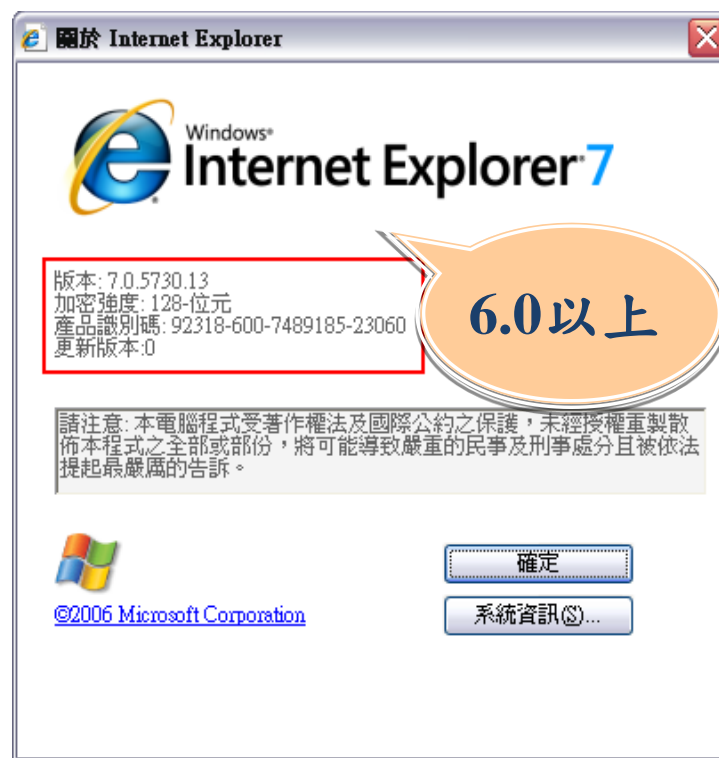 關於 Internet Explorer
Windows®
Internet Explorer 7
版本: 7.0.5730.13
加密強度: 128-位元
產品識別碼: 92318-600-7489185-23060
更新版本:0
6.0以上
請注意: 本電腦程式受著作權法及國際公約之保護，未經授權重製散
佈本程式之全部或部份，將可能導致嚴重的民事及刑事處分且被依法
提起最嚴厲的告訴。
確定
©2006 Microsoft Corporation
系統資訊(S)...